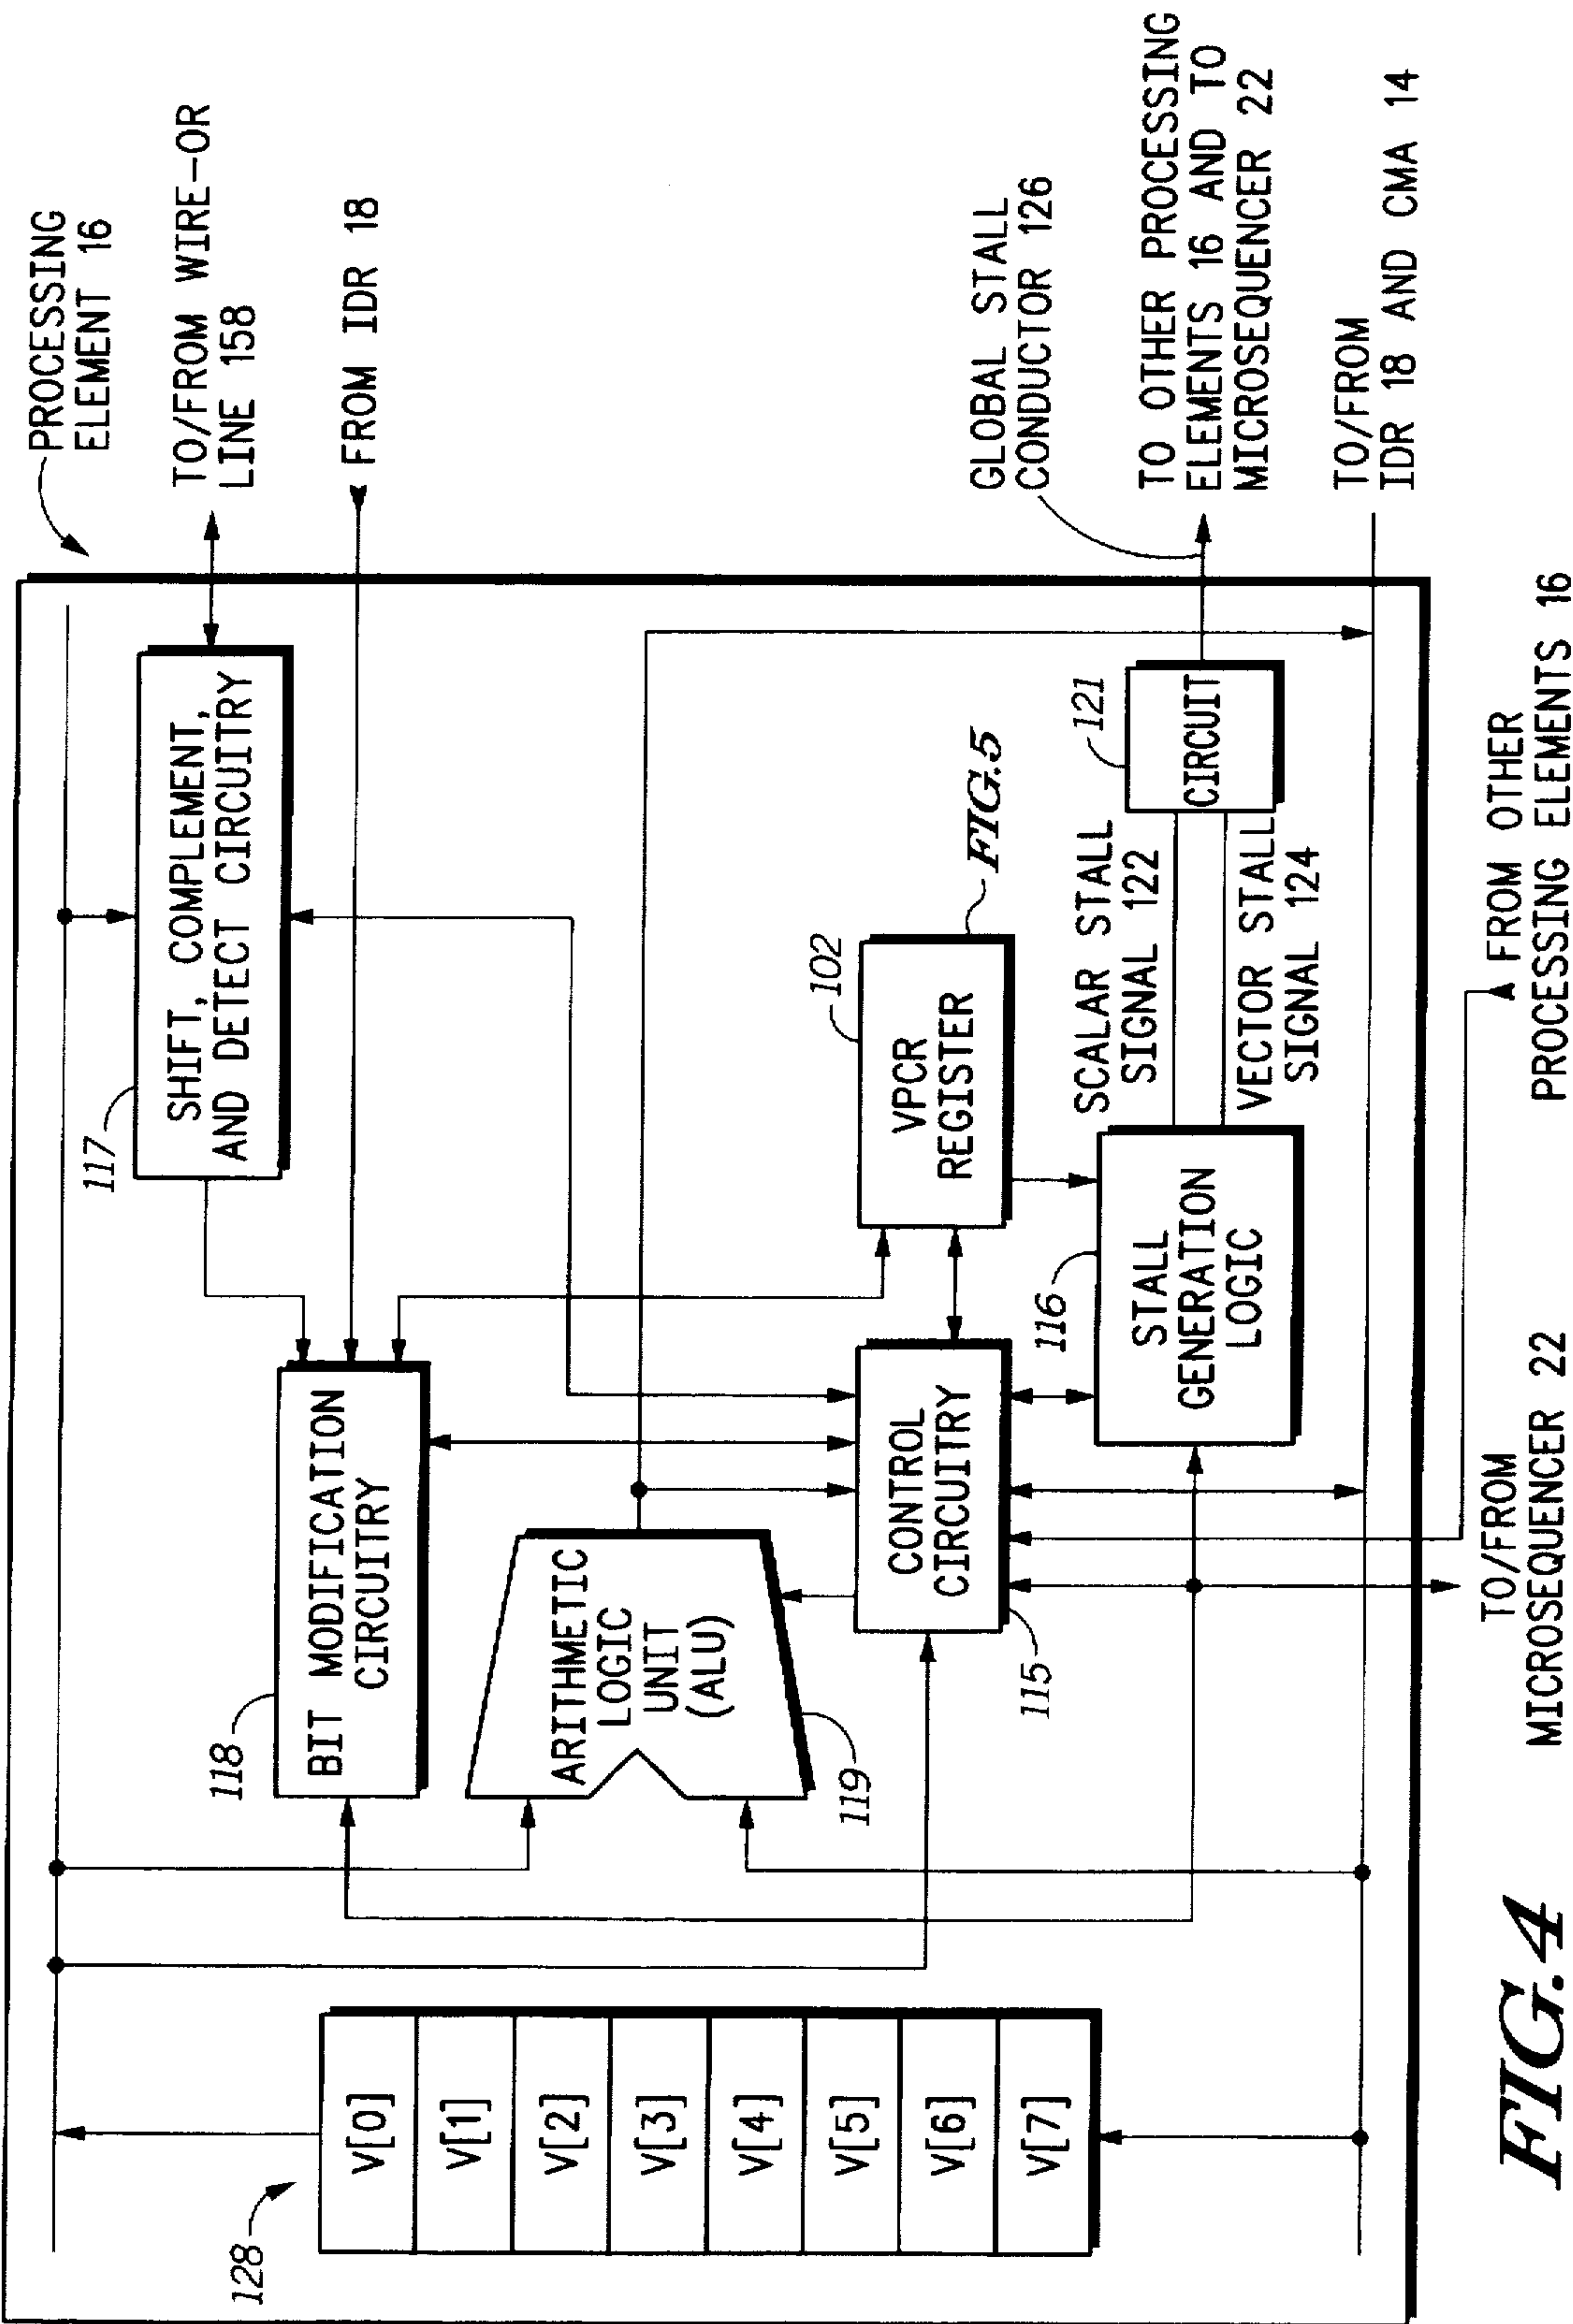 PROCESSING
ELEMENT 16
TO/FROM WIRE-OR
LINE 158
FROM IDR 18
117
SHIFT, COMPLEMENT,
AND DETECT CIRCUITRY
118
BIT MODIFICATION
CIRCUITRY
128
V[0]
V[1]
V[2]
V[3]
V[4]
V[5]
V[6]
V[7]
ARITHMETIC
LOGIC
UNIT
(ALU)
119
102
VPCR
REGISTER
FIG.5
CONTROL
CIRCUITRY
115
116
STALL
GENERATION
LOGIC
SCALAR STALL
SIGNAL 122
VECTOR STALL
SIGNAL 124
121
CIRCUIT
GLOBAL STALL
CONDUCTOR 126
TO OTHER PROCESSING
ELEMENTS 16 AND TO
MICROSEQUENCER 22
TO/FROM
IDR 18 AND CMA 14
TO/FROM
MICROSEQUENCER 22
FROM OTHER
PROCESSING ELEMENTS 16
FIG.4